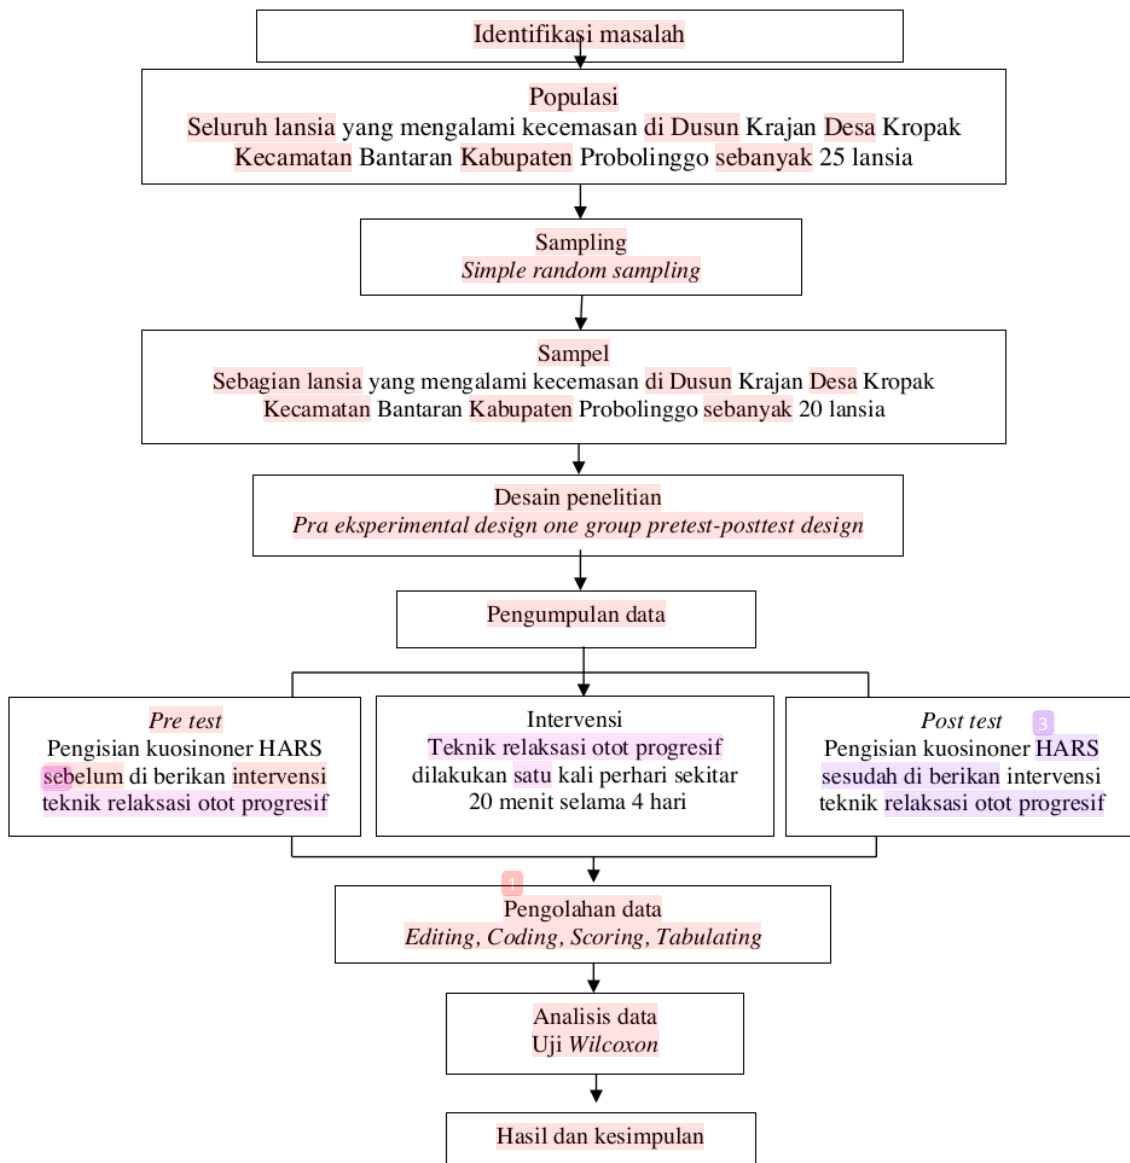 Identifikasi masalah
Populasi
Seluruh lansia yang mengalami kecemasan di Dusun Krajan Desa Kropak
Kecamatan Bantaran Kabupaten Probolinggo sebanyak 25 lansia
Sampling
Simple random sampling
Sampel
Sebagian lansia yang mengalami kecemasan di Dusun Krajan Desa Kropak
Kecamatan Bantaran Kabupaten Probolinggo sebanyak 20 lansia
Desain penelitian
Pra eksperimental design one group pretest-posttest design
Pengumpulan data
Pre test
Pengisian kuosinoner HARS
sebelum di berikan intervensi
teknik relaksasi otot progresif
Intervensi
Teknik relaksasi otot progresif
dilakukan satu kali perhari sekitar
20 menit selama 4 hari
Post test
3
Pengisian kuosinoner HARS
sesudah di berikan intervensi
teknik relaksasi otot progresif
1
Pengolahan data
Editing, Coding, Scoring, Tabulating
Analisis data
Uji Wilcoxon
Hasil dan kesimpulan